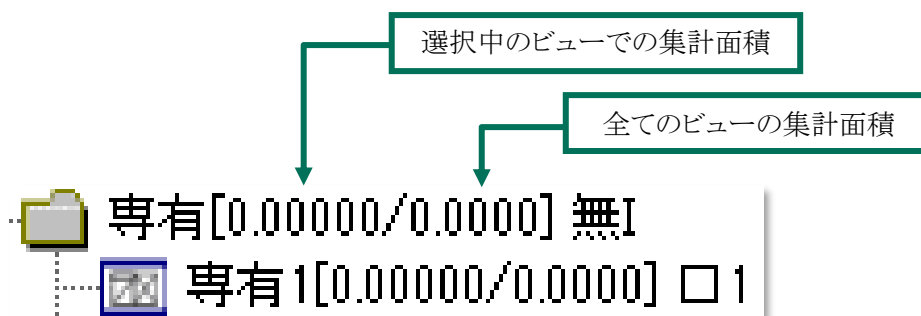 選択中のビューでの集計面積
全てのビューの集計面積
専有[0.00000/0.0000] 無I
専有1[0.00000/0.0000] 口1